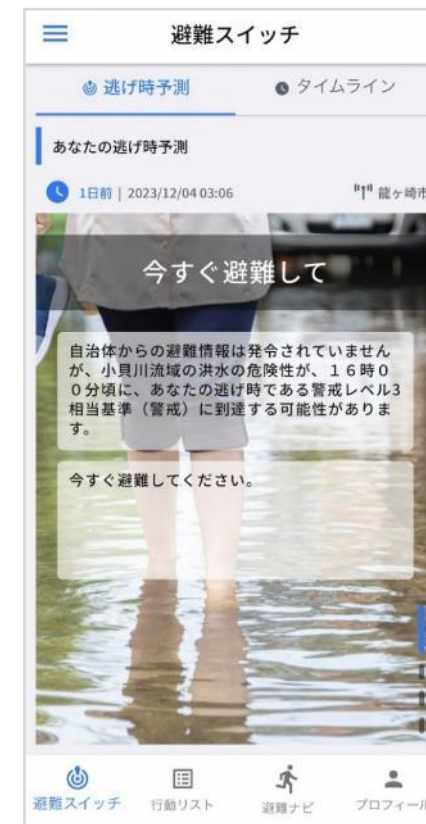 避難スイッチ
逃げ時予測 タイムライン
あなたの逃げ時予測
1日前 | 2023/12/04 03:06 龍ヶ崎市
今すぐ避難して
自治体からの避難情報は発令されていません
が、小貝川流域の洪水の危険性が、１６時０
０分頃に、あなたの逃げ時である警戒レベル3
相当基準（警戒）に到達する可能性がありま
す。
今すぐ避難してください。
避難スイッチ 行動リスト 避難ナビ プロフィール